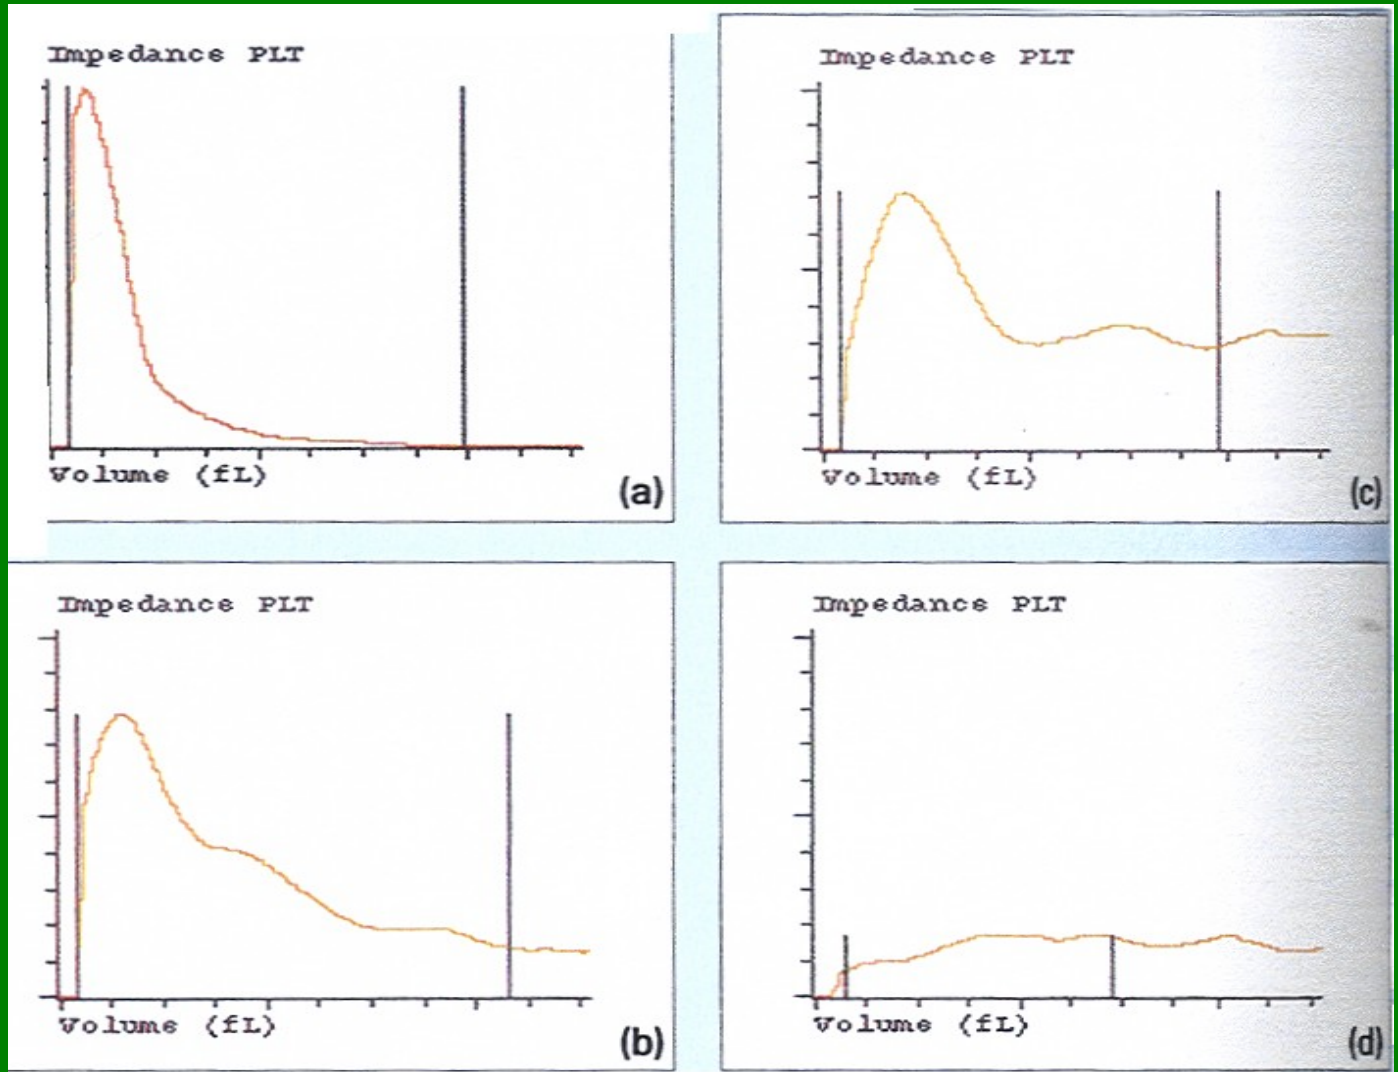 Impedance PLT
Volume (fL)
(a)
Impedance PLT
Volume (fL)
(c)
Impedance PLT
Volume (fL)
(b)
Impedance PLT
Volume (fL)
(d)